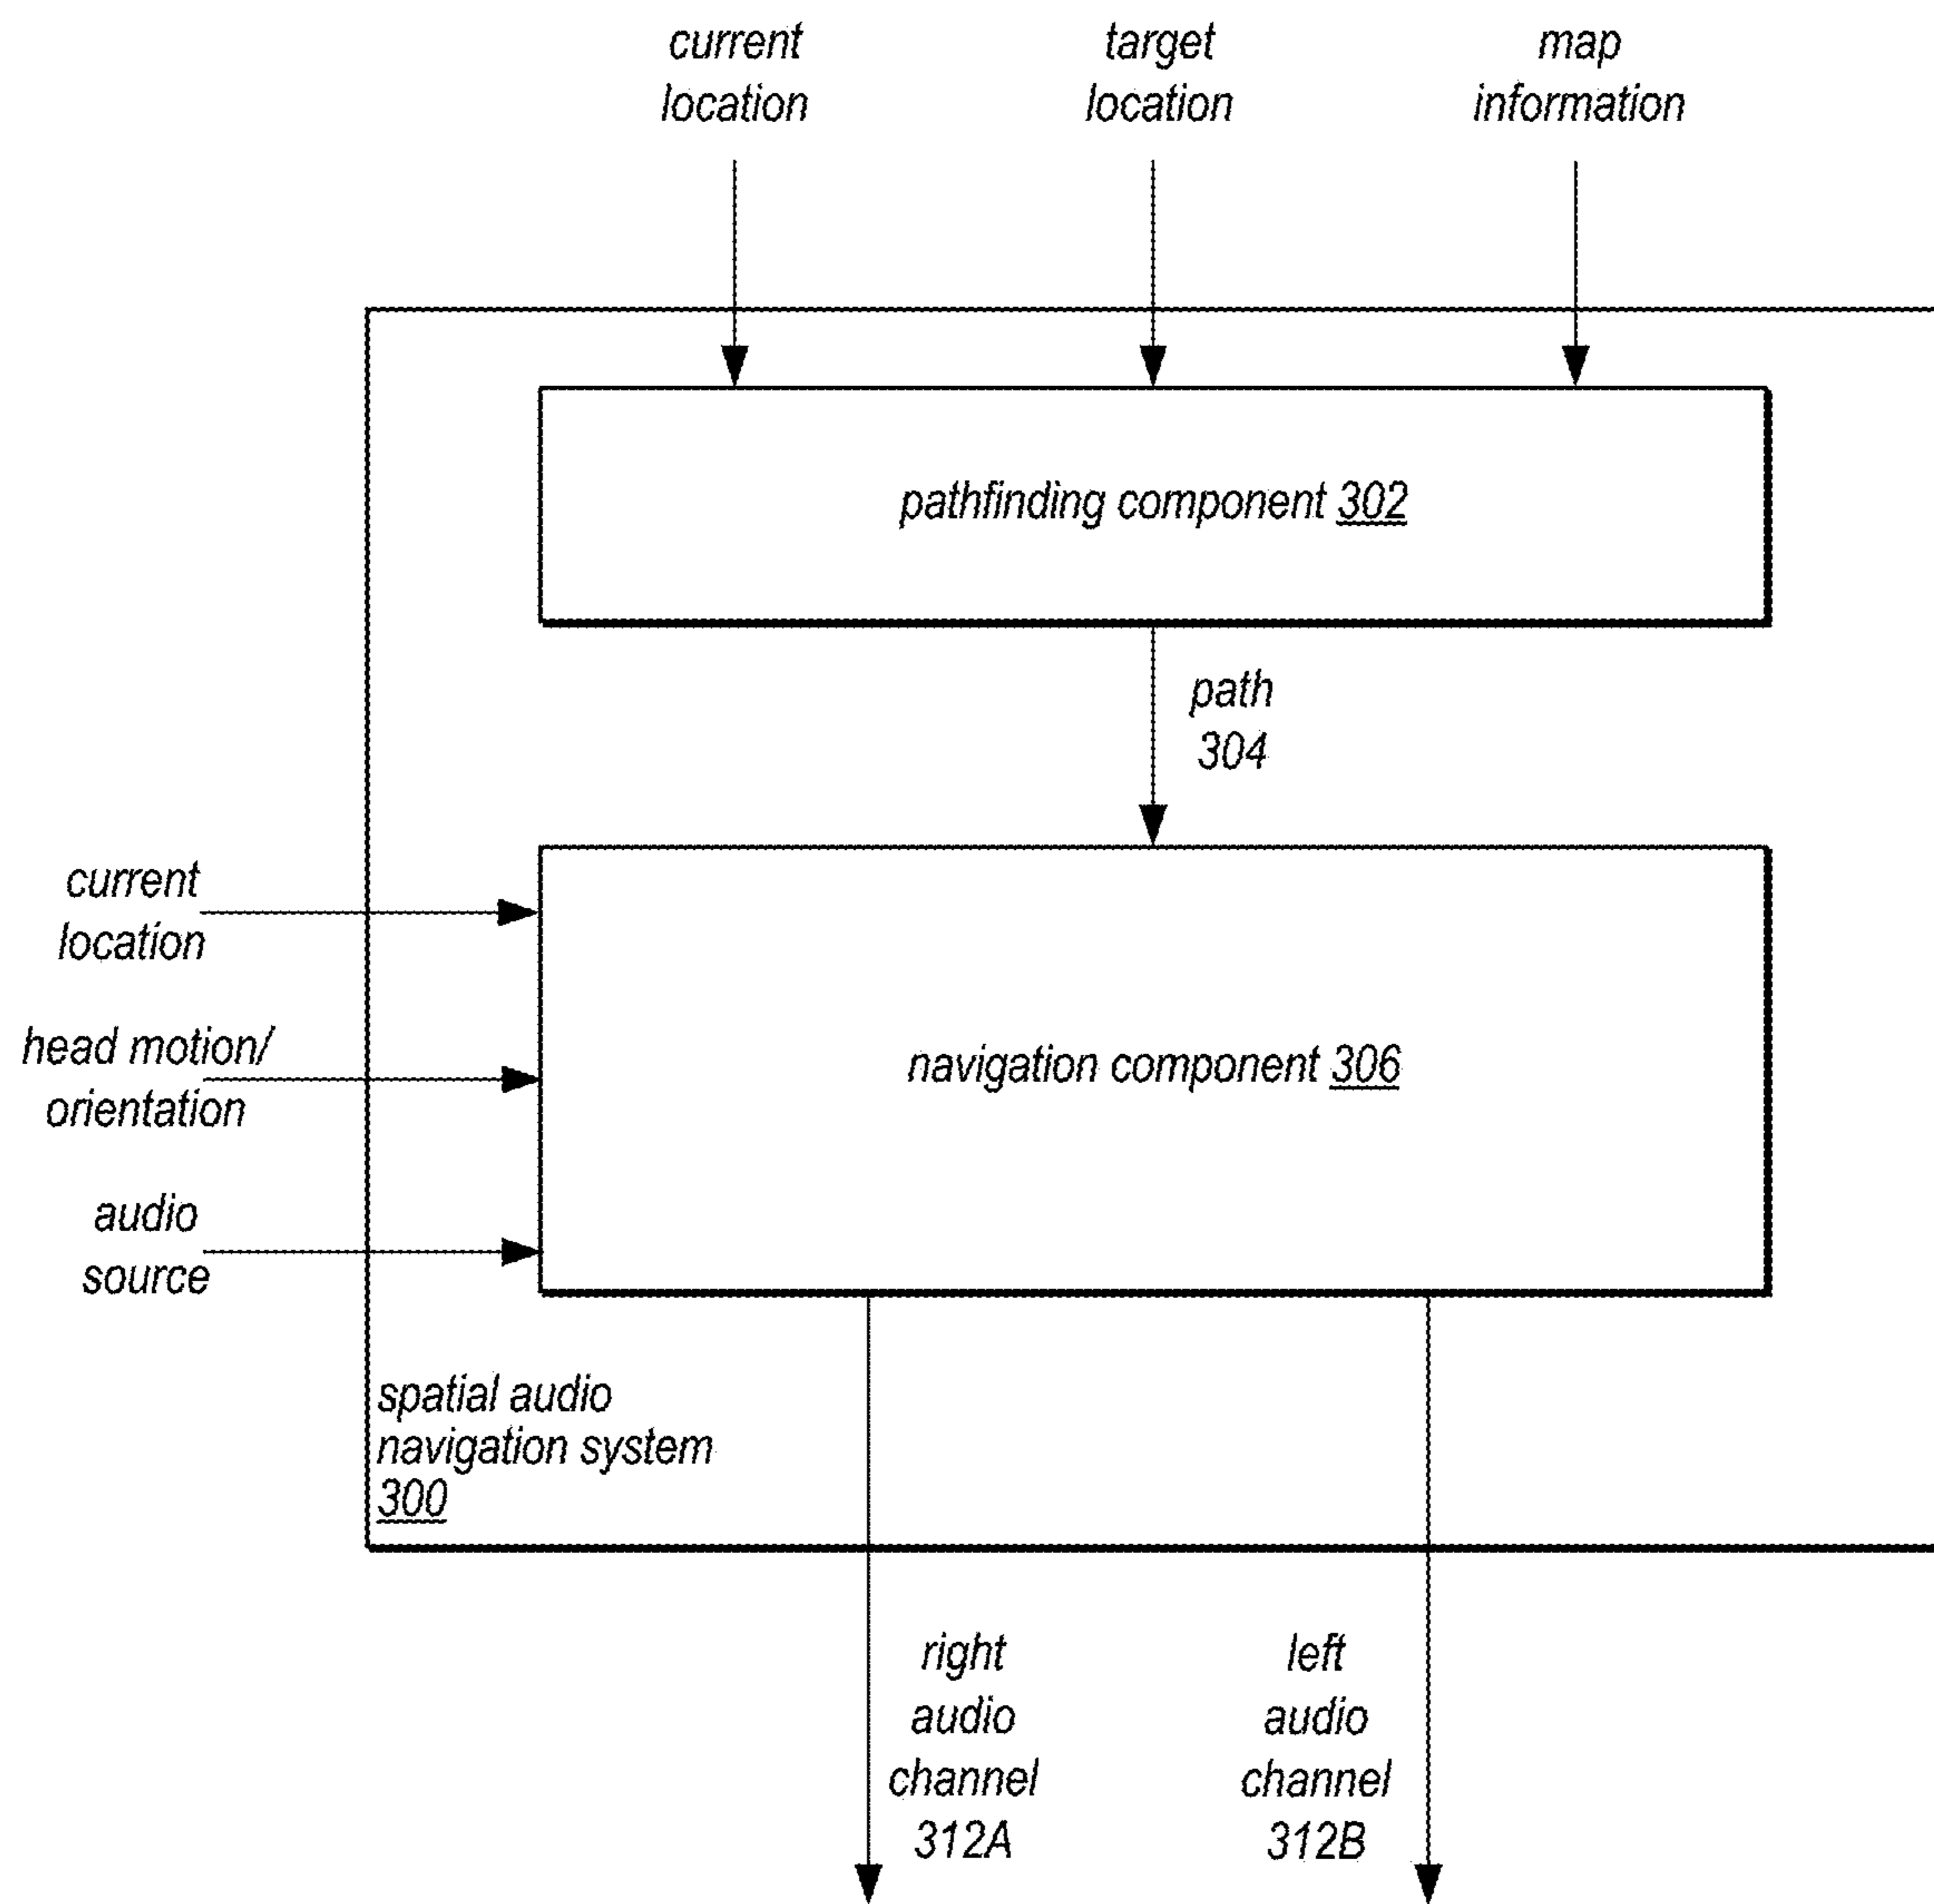 current
location
target
location
map
information
pathfinding component 302
path
304
current
location
head motion/
orientation
audio
source
navigation component 306
spatial audio
navigation system
300
right
audio
channel
312A
left
audio
channel
312B